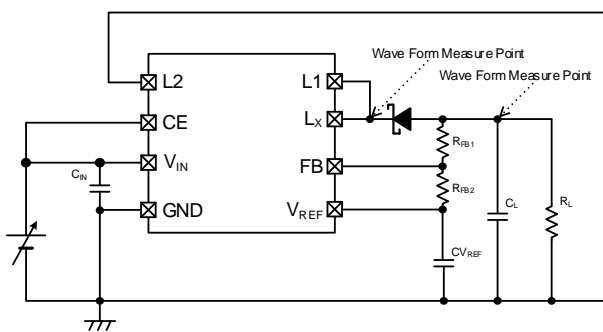 Wave Form Measure Point
Wave Form Measure Point
L2
L1
CE
LX
RFB1
VIN
FB
CIN
RFB2
GND
VREF
CL
RL
CVREF